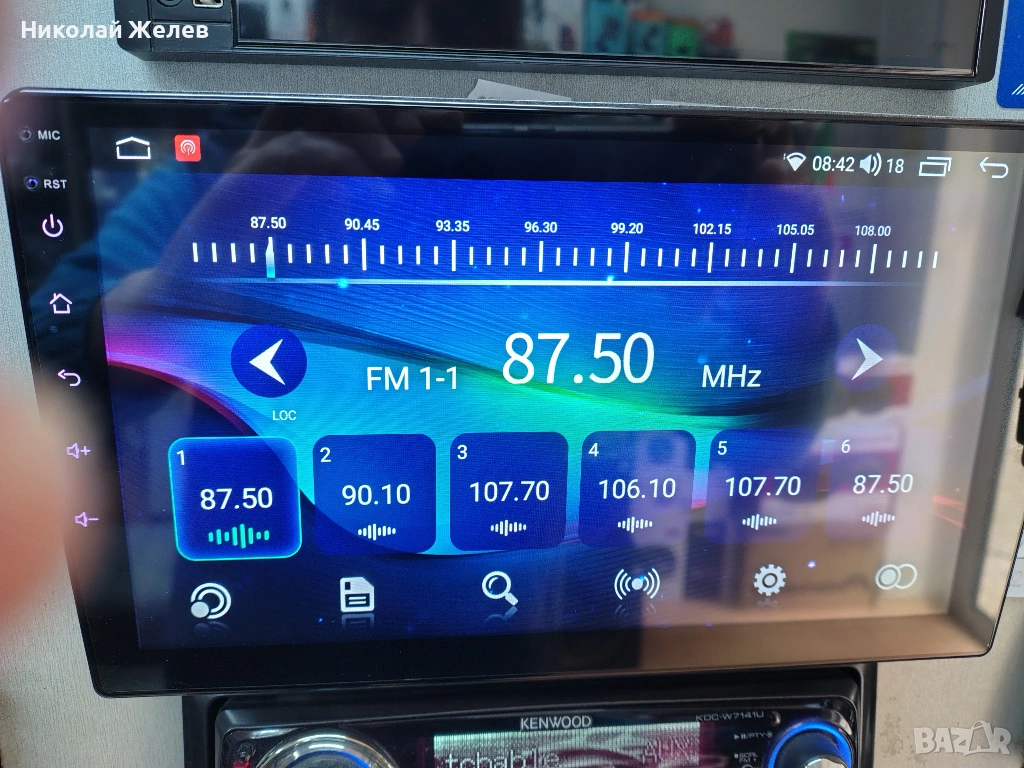 Николай Желев
MIC
RST
08:42 18
87.50 90.45 93.35 96.30 99.20 102.15 105.05 108.00
FM 1-1 87.50 MHz
LOC
1 2 3 4 5 6
87.50 90.10 107.70 106.10 107.70 87.50
KENWOOD
KDC-W7141U
BAZAR